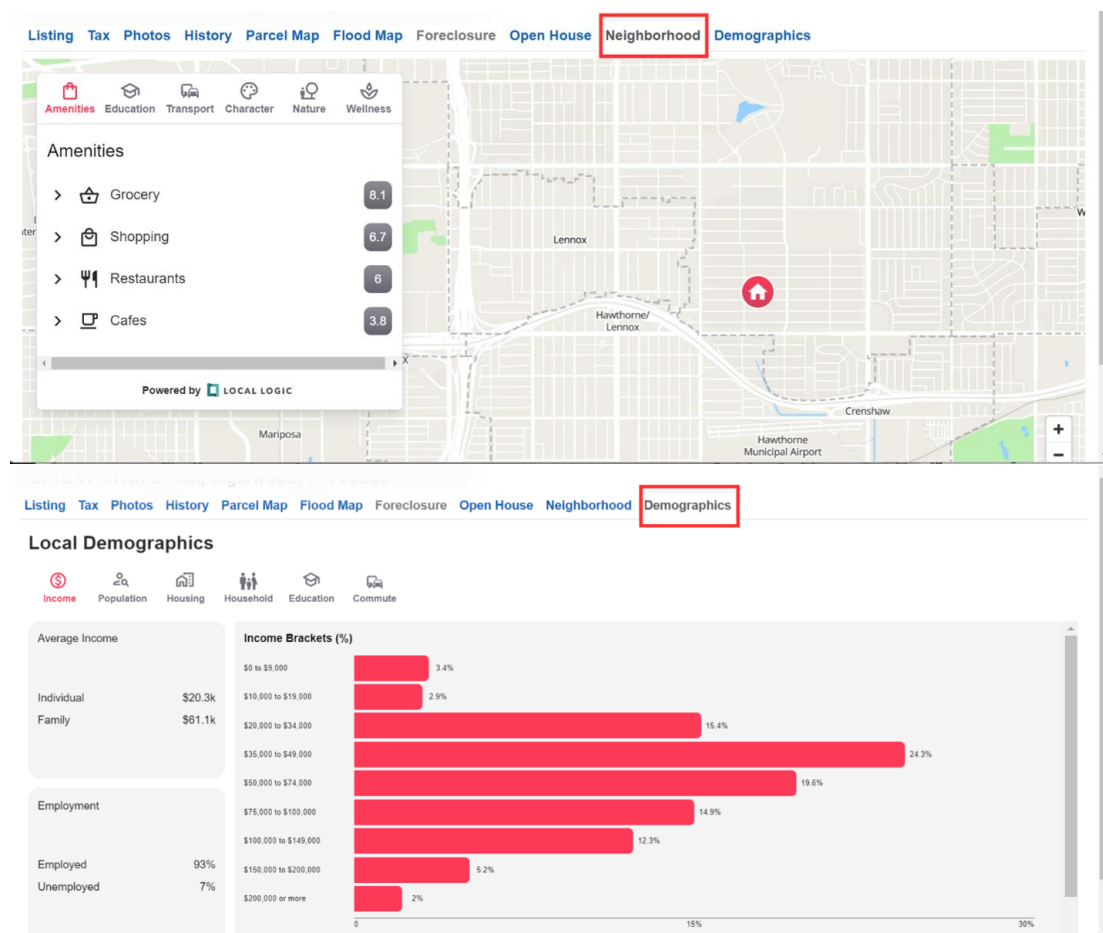 Listing Tax Photos History Parcel Map Flood Map Foreclosure Open House Neighborhood Demographics
Amenities Education Transport Character Nature Wellness
Amenities
Grocery 8.1
Shopping 6.7
Restaurants 6
Cafes 3.8
Powered by LOCAL LOGIC
Lennox
Hawthorne/
Lennox
Crenshaw
Mariposa
Hawthorne
Municipal Airport
+
−
Listing Tax Photos History Parcel Map Flood Map Foreclosure Open House Neighborhood Demographics
Local Demographics
Income Population Housing Household Education Commute
Average Income
Individual $20.3k
Family $61.1k
Employment
Employed 93%
Unemployed 7%
Income Brackets (%)
$0 to $9,000 3.4%
$10,000 to $19,000 2.9%
$20,000 to $34,000 15.4%
$35,000 to $49,000 24.3%
$50,000 to $74,000 19.6%
$75,000 to $100,000 14.9%
$100,000 to $149,000 12.3%
$150,000 to $200,000 5.2%
$200,000 or more 2%
0 15% 30%